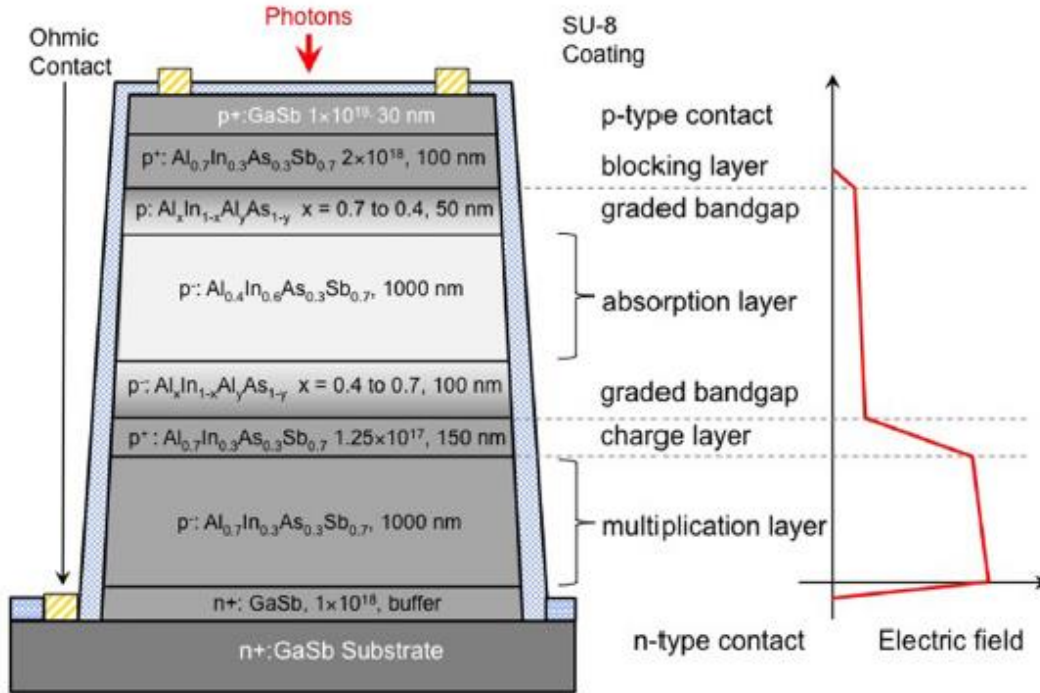 Photons
Ohmic
Contact
SU-8
Coating
p+:GaSb 1×10¹⁹ 30 nm
p-type contact
p⁺: Al₀.₇In₀.₃As₀.₃Sb₀.₇ 2×10¹⁸, 100 nm
blocking layer
p: AlₓIn₁₋ₓAlᵧAs₁₋ᵧ x = 0.7 to 0.4, 50 nm
graded bandgap
p⁻: Al₀.₄In₀.₆As₀.₃Sb₀.₇, 1000 nm
absorption layer
p⁻: AlₓIn₁₋ₓAlᵧAs₁₋ᵧ x = 0.4 to 0.7, 100 nm
graded bandgap
p⁺: Al₀.₇In₀.₃As₀.₃Sb₀.₇ 1.25×10¹⁷, 150 nm
charge layer
p⁻: Al₀.₇In₀.₃As₀.₃Sb₀.₇, 1000 nm
multiplication layer
n+: GaSb, 1×10¹⁸, buffer
n+:GaSb Substrate
n-type contact
Electric field